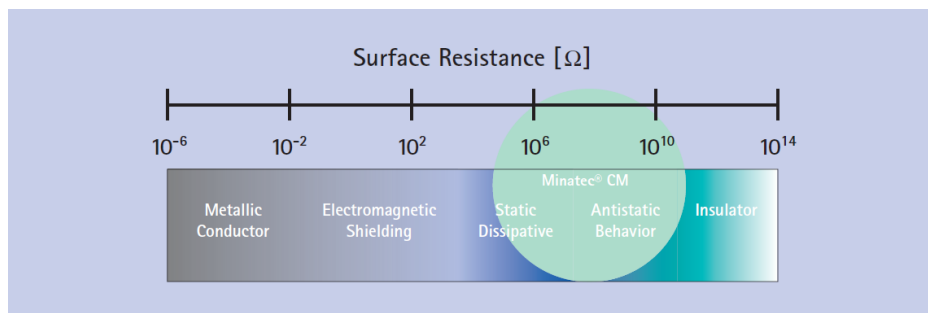 Surface Resistance [Ω]
10⁻⁶ 10⁻² 10² 10⁶ 10¹⁰ 10¹⁴
Minatec® CM
Metallic Conductor
Electromagnetic Shielding
Static Dissipative
Antistatic Behavior
Insulator